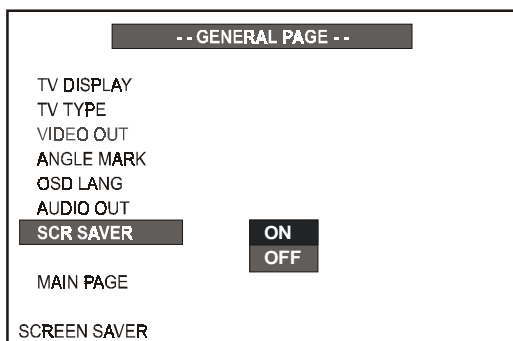 - - GENERAL PAGE - -
TV DISPLAY
TV TYPE
VIDEO OUT
ANGLE MARK
OSD LANG
AUDIO OUT
SCR SAVER
ON
OFF
MAIN PAGE
SCREEN SAVER